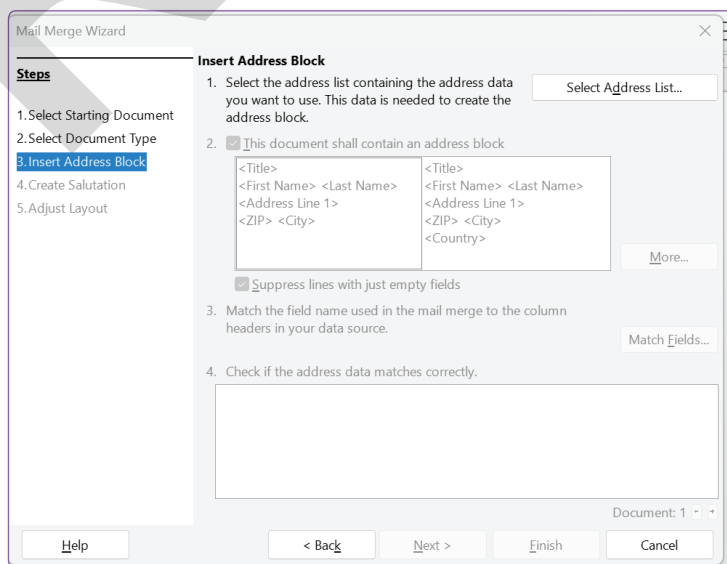 Mail Merge Wizard
Steps
1. Select Starting Document
2. Select Document Type
3. Insert Address Block
4. Create Salutation
5. Adjust Layout
Insert Address Block
1. Select the address list containing the address data
you want to use. This data is needed to create the
address block.
Select Address List...
2. This document shall contain an address block
<Title>
<First Name> <Last Name>
<Address Line 1>
<ZIP> <City>
<Title>
<First Name> <Last Name>
<Address Line 1>
<ZIP> <City>
<Country>
More...
Suppress lines with just empty fields
3. Match the field name used in the mail merge to the column
headers in your data source.
Match Fields...
4. Check if the address data matches correctly.
Document: 1
Help
< Back
Next >
Finish
Cancel